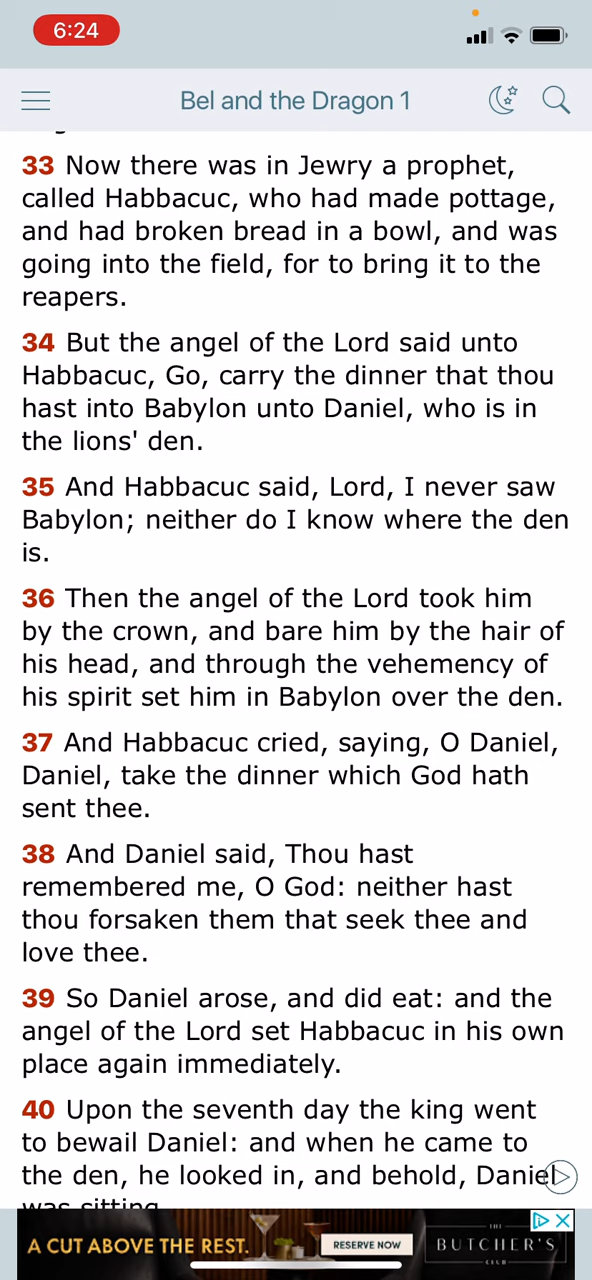 6:24
Bel and the Dragon 1
33 Now there was in Jewry a prophet,
called Habbacuc, who had made pottage,
and had broken bread in a bowl, and was
going into the field, for to bring it to the
reapers.
34 But the angel of the Lord said unto
Habbacuc, Go, carry the dinner that thou
hast into Babylon unto Daniel, who is in
the lions' den.
35 And Habbacuc said, Lord, I never saw
Babylon; neither do I know where the den
is.
36 Then the angel of the Lord took him
by the crown, and bare him by the hair of
his head, and through the vehemency of
his spirit set him in Babylon over the den.
37 And Habbacuc cried, saying, O Daniel,
Daniel, take the dinner which God hath
sent thee.
38 And Daniel said, Thou hast
remembered me, O God: neither hast
thou forsaken them that seek thee and
love thee.
39 So Daniel arose, and did eat: and the
angel of the Lord set Habbacuc in his own
place again immediately.
40 Upon the seventh day the king went
to bewail Daniel: and when he came to
the den, he looked in, and behold, Daniel
was sitting
A CUT ABOVE THE REST.
RESERVE NOW
THE
BUTCHER'S
CLUB